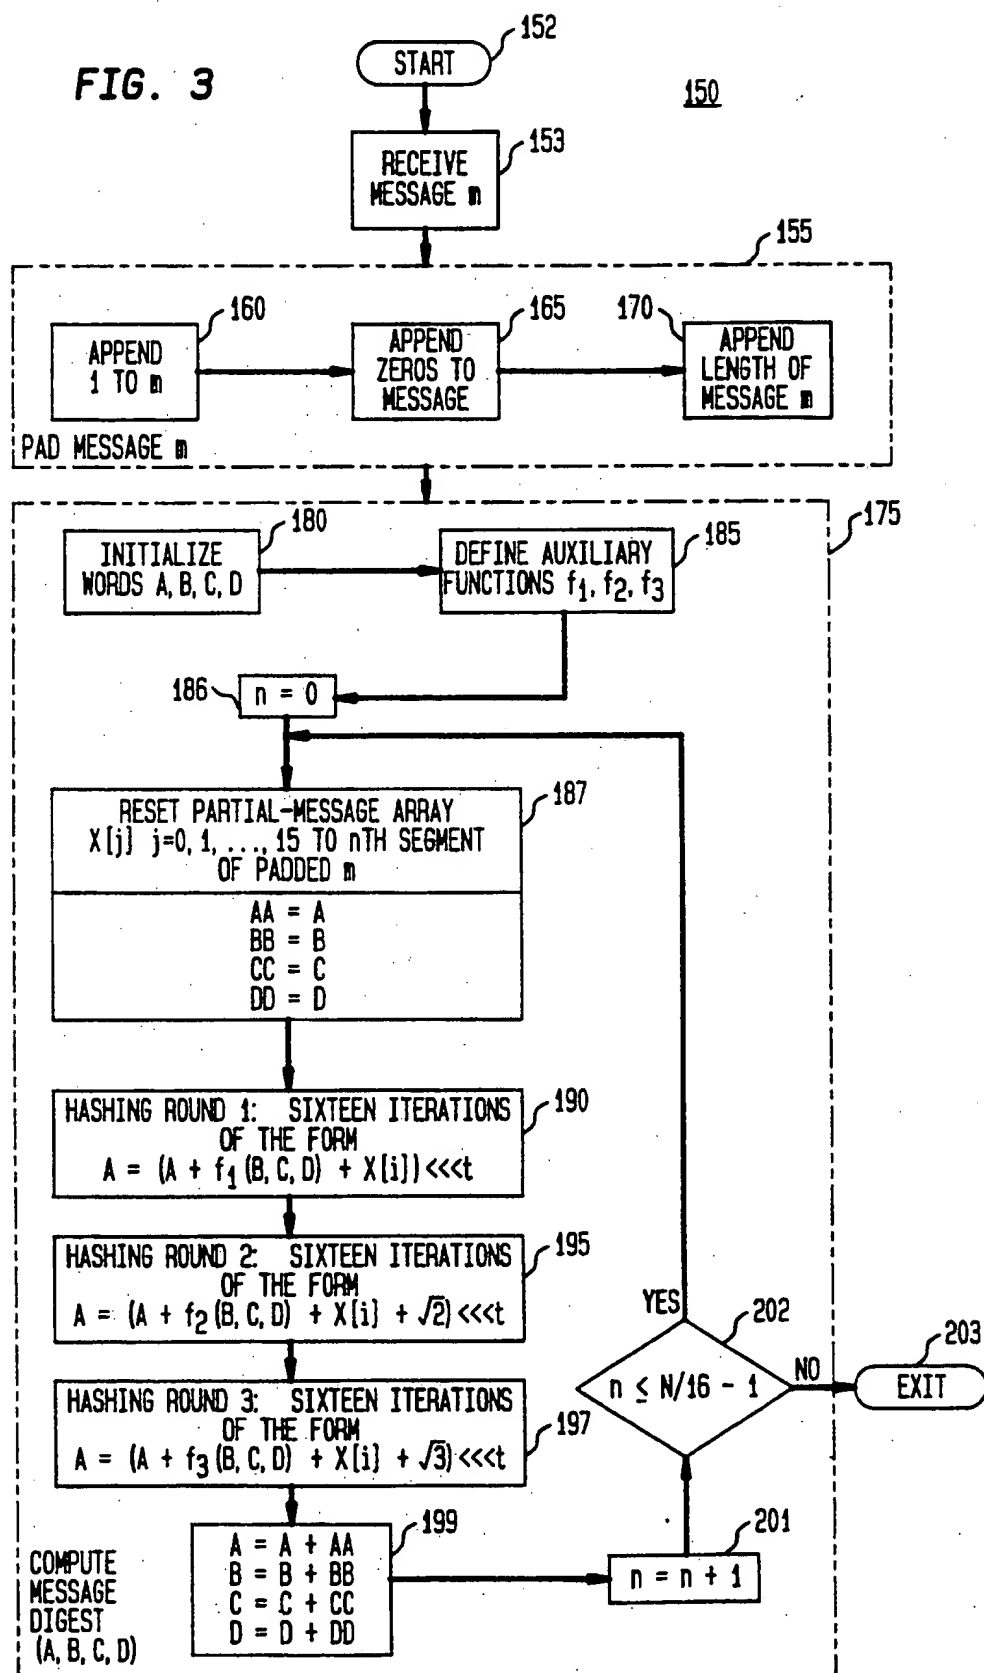 FIG. 3
152
START
150
153
RECEIVE
MESSAGE m
155
160
APPEND
1 TO m
165
APPEND
ZEROS TO
MESSAGE
170
APPEND
LENGTH OF
MESSAGE m
PAD MESSAGE m
175
180
INITIALIZE
WORDS A, B, C, D
185
DEFINE AUXILIARY
FUNCTIONS f₁, f₂, f₃
186
n = 0
187
RESET PARTIAL-MESSAGE ARRAY
X[j] j=0, 1, ..., 15 TO nTH SEGMENT
OF PADDED m
AA = A
BB = B
CC = C
DD = D
190
HASHING ROUND 1: SIXTEEN ITERATIONS
OF THE FORM
A = (A + f₁ (B, C, D) + X[i]) <<<t
195
HASHING ROUND 2: SIXTEEN ITERATIONS
OF THE FORM
A = (A + f₂ (B, C, D) + X[i] + √2) <<<t
197
HASHING ROUND 3: SIXTEEN ITERATIONS
OF THE FORM
A = (A + f₃ (B, C, D) + X[i] + √3) <<<t
199
A = A + AA
B = B + BB
C = C + CC
D = D + DD
201
n = n + 1
202
n ≤ N/16 - 1
YES
NO
203
EXIT
COMPUTE
MESSAGE
DIGEST
(A, B, C, D)